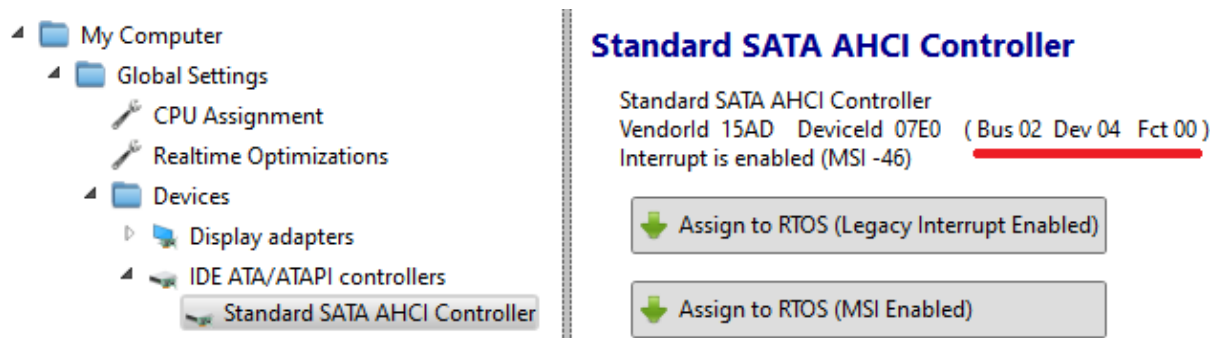 My Computer
Global Settings
CPU Assignment
Realtime Optimizations
Devices
Display adapters
IDE ATA/ATAPI controllers
Standard SATA AHCI Controller
Standard SATA AHCI Controller
Standard SATA AHCI Controller
VendorId 15AD DeviceId 07E0 ( Bus 02 Dev 04 Fct 00 )
Interrupt is enabled (MSI -46)
Assign to RTOS (Legacy Interrupt Enabled)
Assign to RTOS (MSI Enabled)